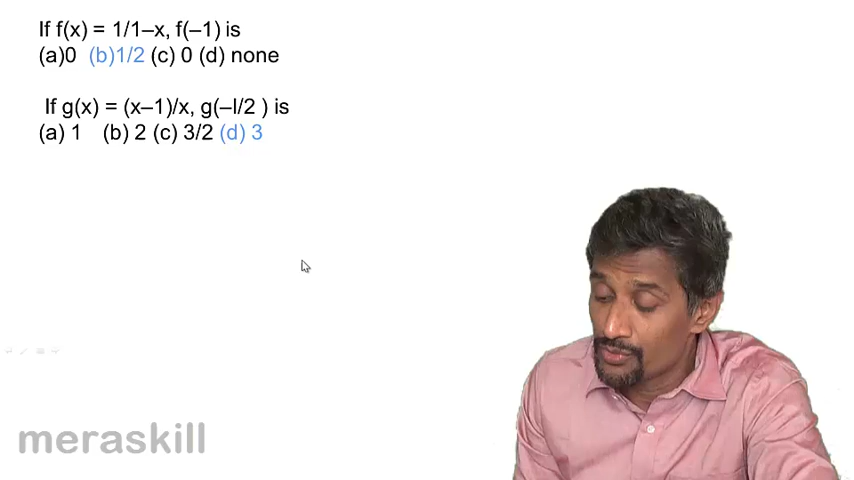 If f(x) = 1/1–x, f(–1) is
(a)0 (b)1/2 (c) 0 (d) none
If g(x) = (x–1)/x, g(–I/2 ) is
(a) 1 (b) 2 (c) 3/2 (d) 3
meraskill